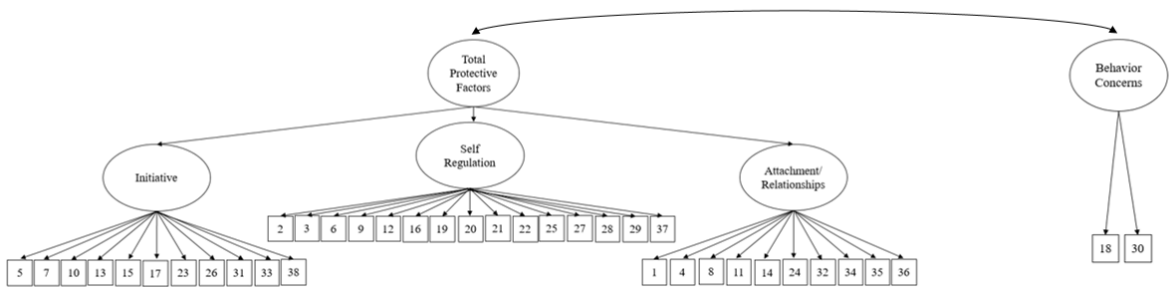 Total
Protective
Factors
Behavior
Concerns
Initiative
Self
Regulation
Attachment/
Relationships
2 3 6 9 12 16 19 20 21 22 25 27 28 29 37
18 30
5 7 10 13 15 17 23 26 31 33 38
1 4 8 11 14 24 32 34 35 36